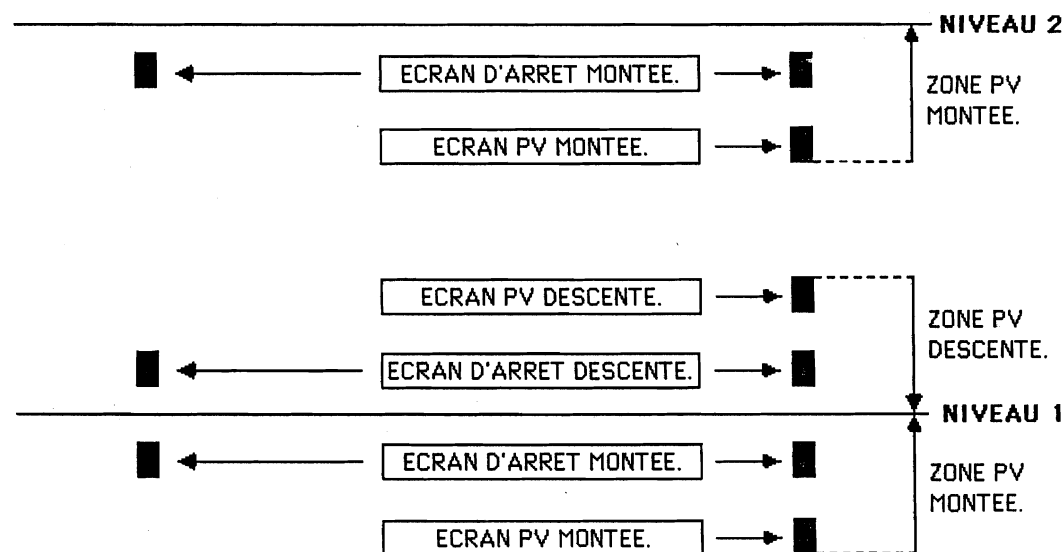 NIVEAU 2
ECRAN D'ARRET MONTEE.
ZONE PV
MONTEE.
ECRAN PV MONTEE.
ECRAN PV DESCENTE.
ZONE PV
DESCENTE.
ECRAN D'ARRET DESCENTE.
NIVEAU 1
ECRAN D'ARRET MONTEE.
ZONE PV
MONTEE.
ECRAN PV MONTEE.